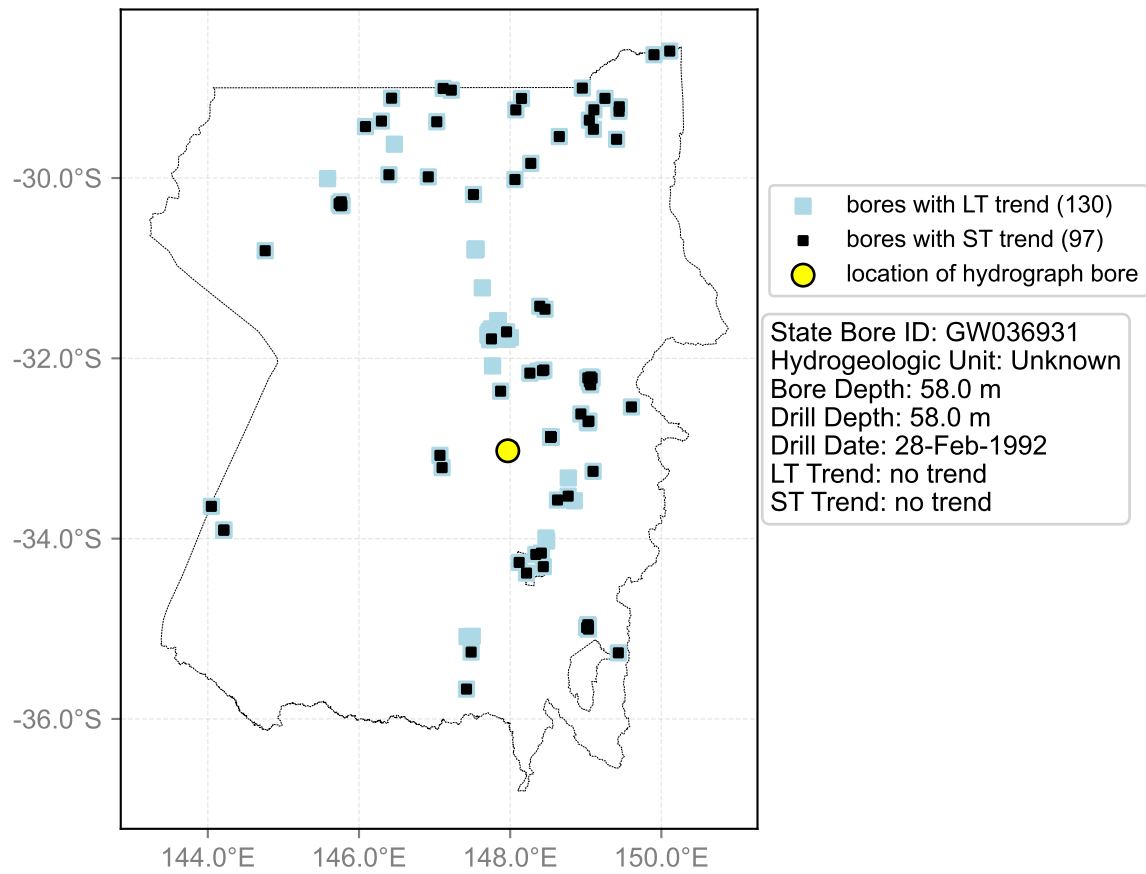 -30.0°S
-32.0°S
-34.0°S
-36.0°S
144.0°E 146.0°E 148.0°E 150.0°E
bores with LT trend (130)
bores with ST trend (97)
location of hydrograph bore
State Bore ID: GW036931
Hydrogeologic Unit: Unknown
Bore Depth: 58.0 m
Drill Depth: 58.0 m
Drill Date: 28-Feb-1992
LT Trend: no trend
ST Trend: no trend